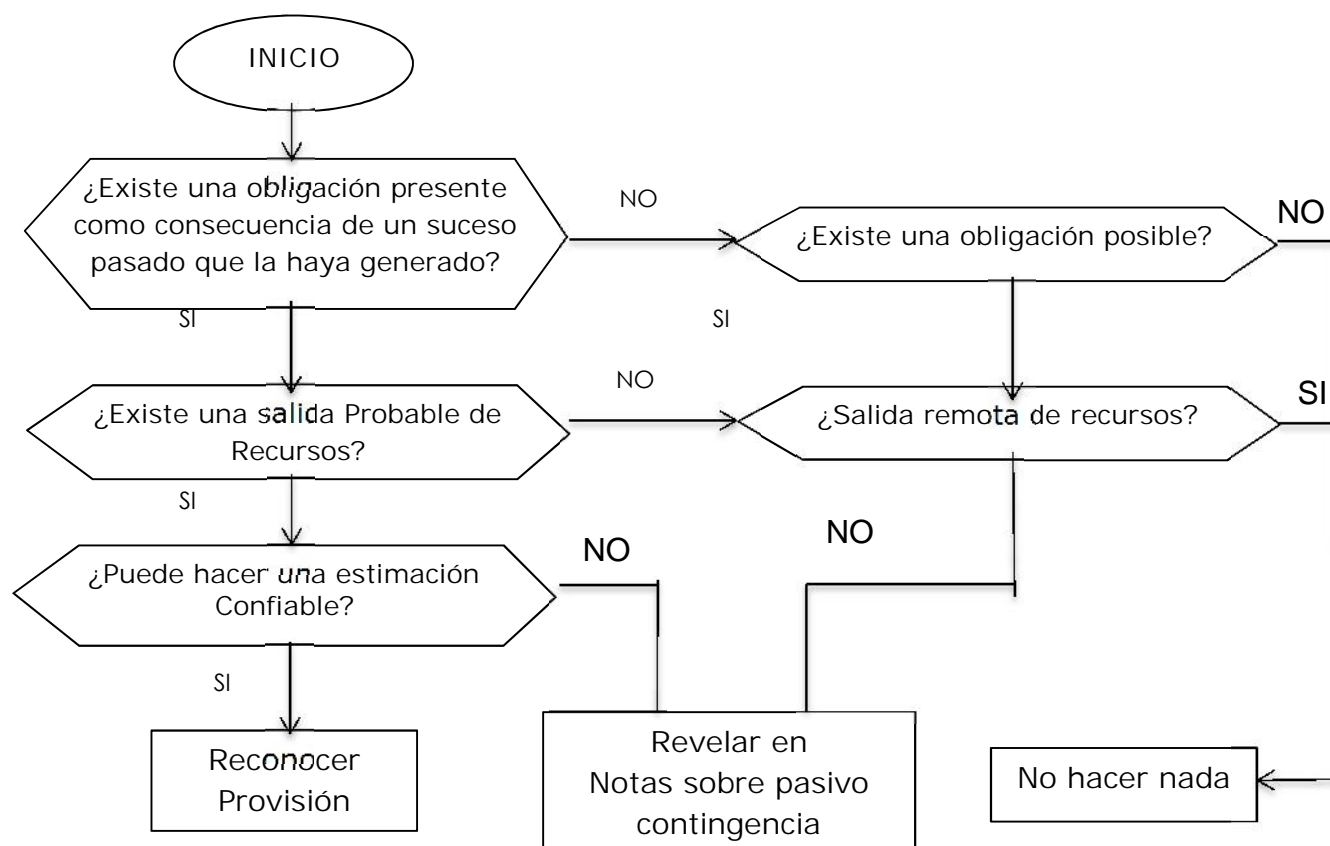 INICIO
¿Existe una obligación presente
como consecuencia de un suceso
pasado que la haya generado?
NO
¿Existe una obligación posible?
NO
SI
SI
¿Existe una salida Probable de
Recursos?
NO
¿Salida remota de recursos?
SI
SI
NO
NO
¿Puede hacer una estimación
Confiable?
SI
Reconocer
Provisión
Revelar en
Notas sobre pasivo
contingencia
No hacer nada